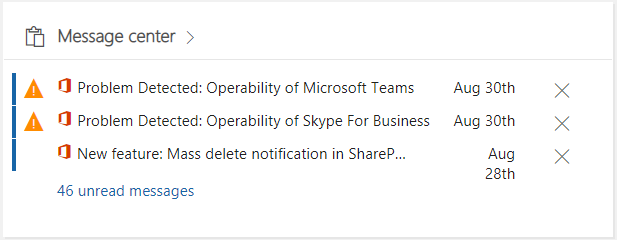 Message center
Problem Detected: Operability of Microsoft Teams Aug 30th
Problem Detected: Operability of Skype For Business Aug 30th
New feature: Mass delete notification in ShareP... Aug
28th
46 unread messages